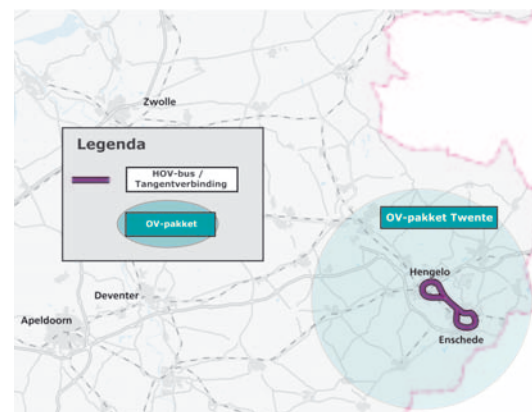 Zwolle
Legenda
HOV-bus /
Tangentverbinding
OV-pakket
OV-pakket Twente
Hengelo
Deventer
Apeldoorn
Enschede